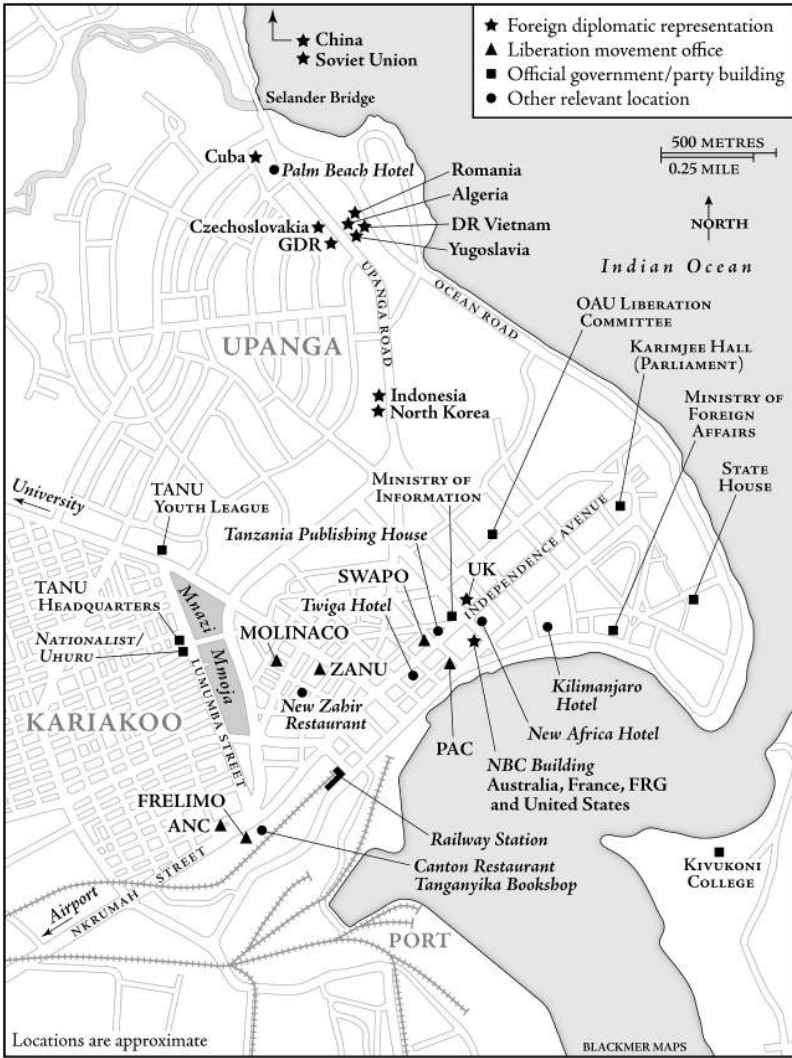 China
Soviet Union
Foreign diplomatic representation
Liberation movement office
Official government/party building
Other relevant location
Selander Bridge
500 METRES
0.25 MILE
NORTH
Cuba
Palm Beach Hotel
Romania
Algeria
Czechoslovakia
GDR
DR Vietnam
Yugoslavia
Indian Ocean
UPANGA ROAD
OCEAN ROAD
OAU Liberation
Committee
UPANGA
Karimjee Hall
(Parliament)
Indonesia
North Korea
Ministry of
Foreign
Affairs
State
House
University
TANU
Youth League
Ministry of
Information
Tanzania Publishing House
INDEPENDENCE AVENUE
UK
SWAPO
Twiga Hotel
TANU
Headquarters
Nationalist/
Uhuru
Mnazi
Mmoja
MOLINACO
ZANU
New Zahir
Restaurant
LUMUMBA STREET
KARIAKOO
PAC
Kilimanjaro
Hotel
New Africa Hotel
NBC Building
Australia, France, FRG
and United States
FRELIMO
ANC
Railway Station
Canton Restaurant
Tanganyika Bookshop
Kivukoni
College
Airport
NKRUMAH STREET
PORT
Locations are approximate
BLACKMER MAPS